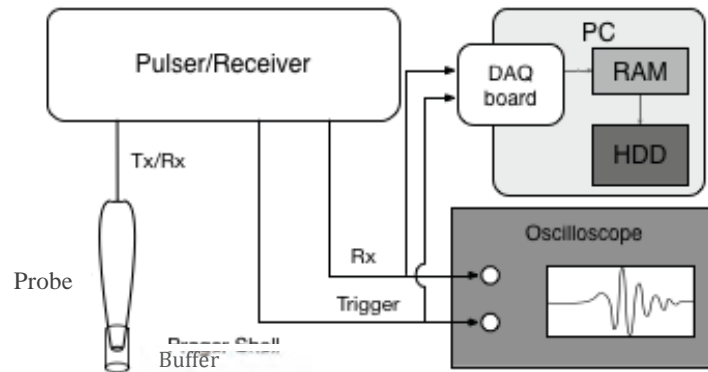 Pulser/Receiver
PC
DAQ
board
RAM
HDD
Tx/Rx
Oscilloscope
Rx
Probe
Trigger
Buffer